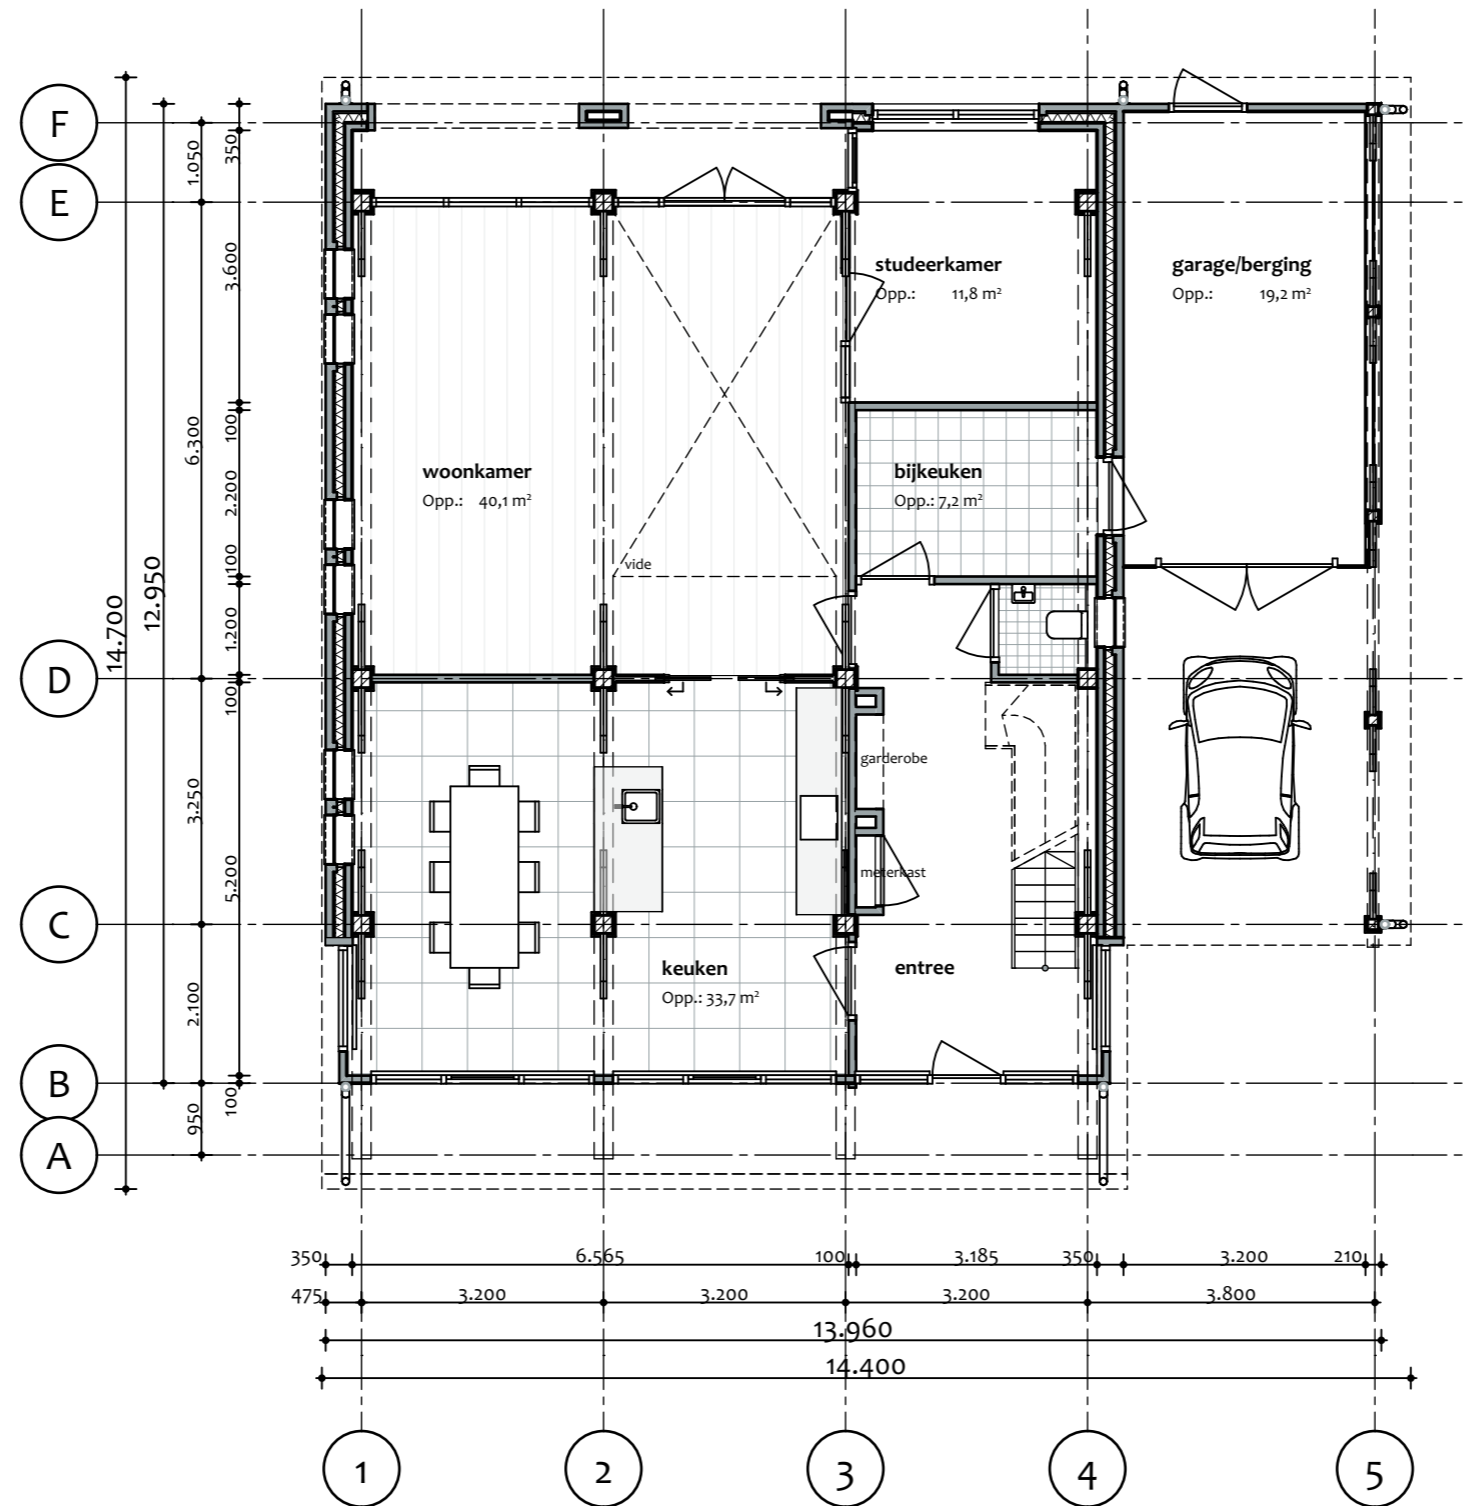 F
E
D
C
B
A
14.700
12.950
1.050
6.300
3.250
2.100
950
350
3.600
100
2.200
100
1.200
100
5.200
100
studeerkamer
Opp.: 11,8 m²
garage/berging
Opp.: 19,2 m²
woonkamer
Opp.: 40,1 m²
bijkeuken
Opp.: 7,2 m²
vide
garderobe
meterkast
keuken
Opp.: 33,7 m²
entree
350 6.565 100 3.185 350 3.200 210
475 3.200 3.200 3.200 3.800
13.960
14.400
1 2 3 4 5